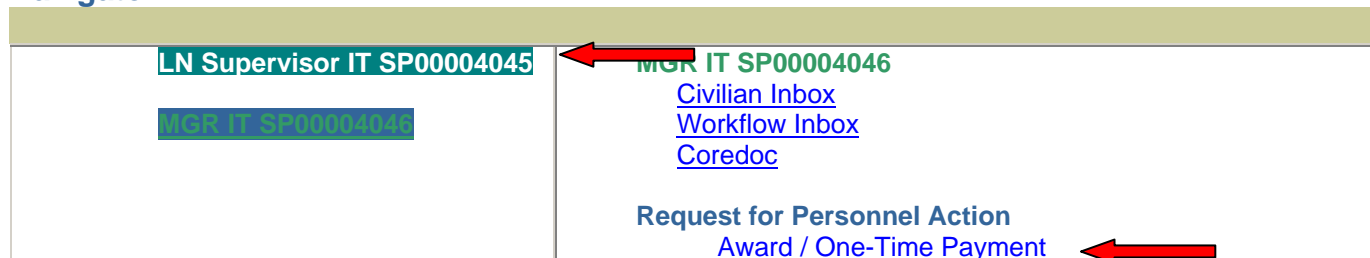 LN Supervisor IT SP00004045
MGR IT SP00004046
MGR IT SP00004046
Civilian Inbox
Workflow Inbox
Coredoc
Request for Personnel Action
Award / One-Time Payment